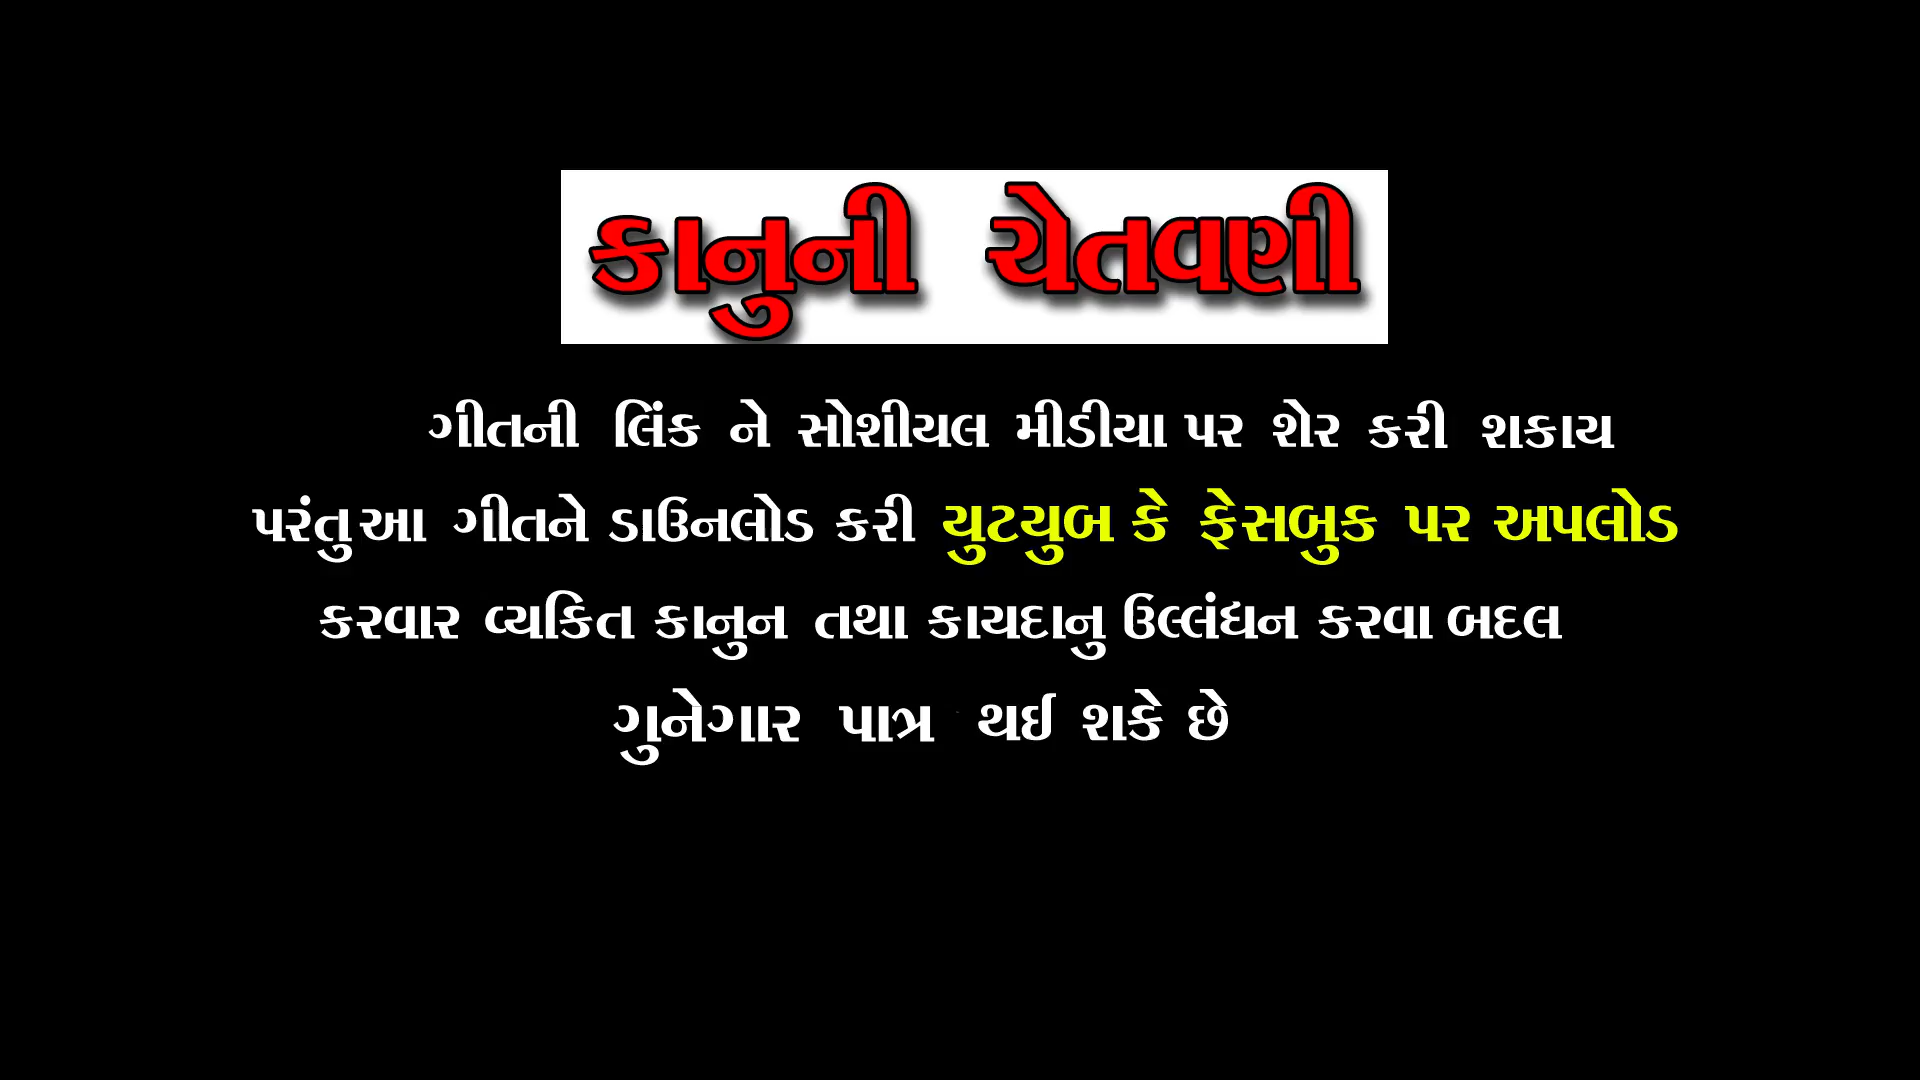 કાનુની ચેતવણી
ગીતની લિંક ને સોશીયલ મીડીયા પર શેર કરી શકાય
પરંતુ આ ગીતને ડાઉનલોડ કરી યુટયુબ કે ફેસબુક પર અપલોડ
કરવાર વ્યકિત કાનુન તથા કાયદાનુ ઉલ્લંઘન કરવા બદલ
ગુનેગાર પાત્ર થઈ શકે છે